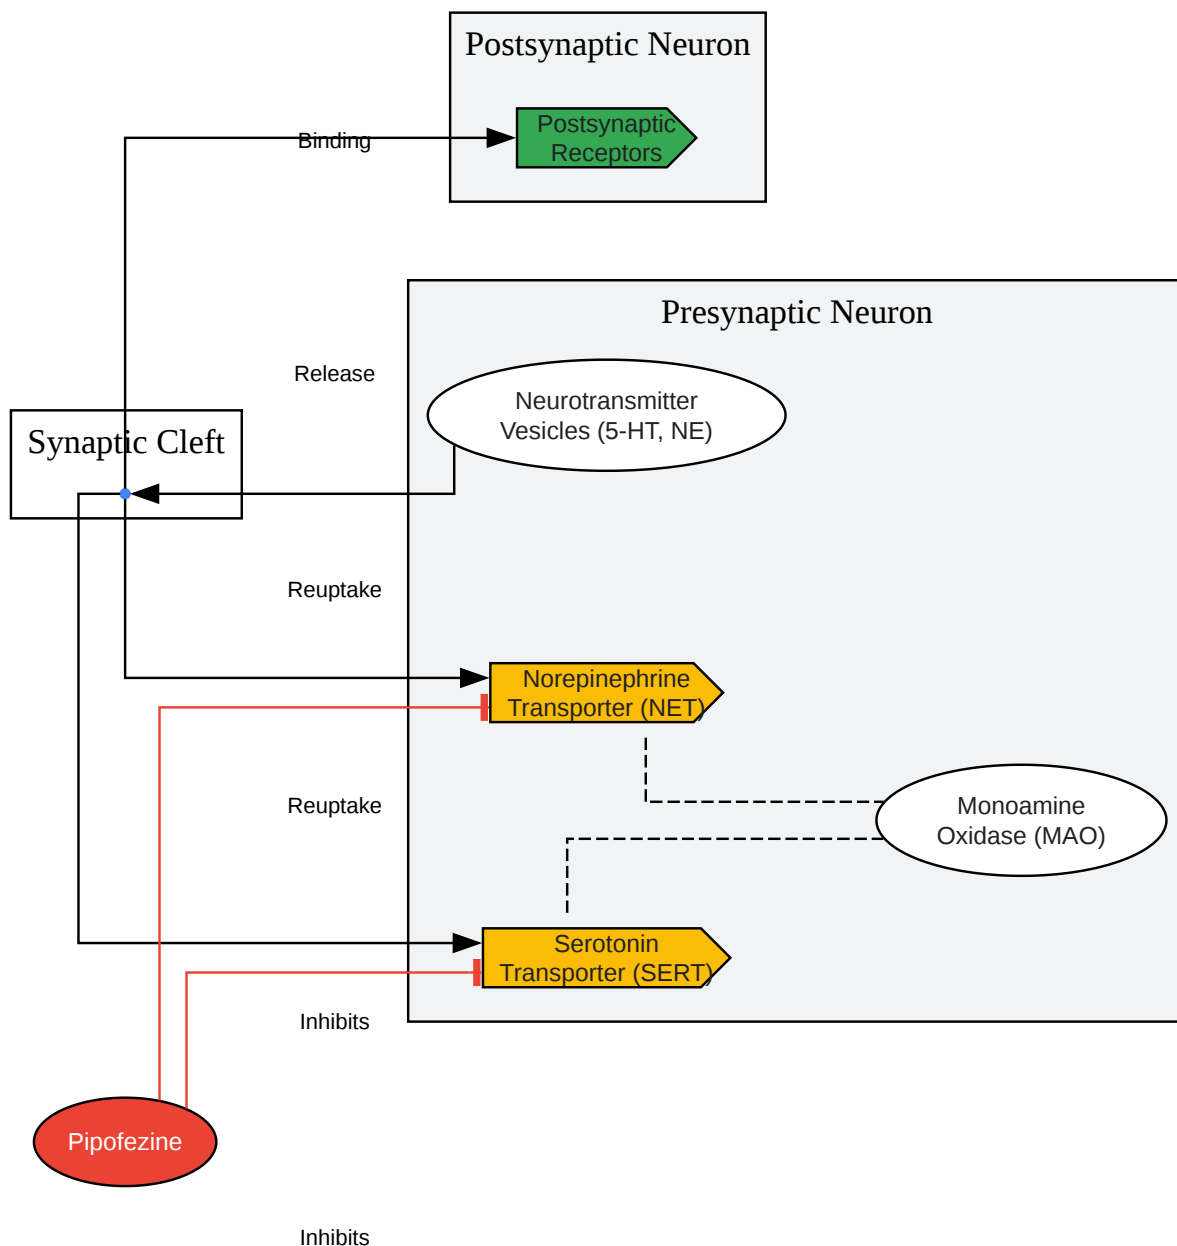 Postsynaptic Neuron
Postsynaptic
Receptors
Binding
Presynaptic Neuron
Release
Neurotransmitter
Vesicles (5-HT, NE)
Synaptic Cleft
Reuptake
Norepinephrine
Transporter (NET)
Reuptake
Monoamine
Oxidase (MAO)
Serotonin
Transporter (SERT)
Inhibits
Pipofezine
Inhibits